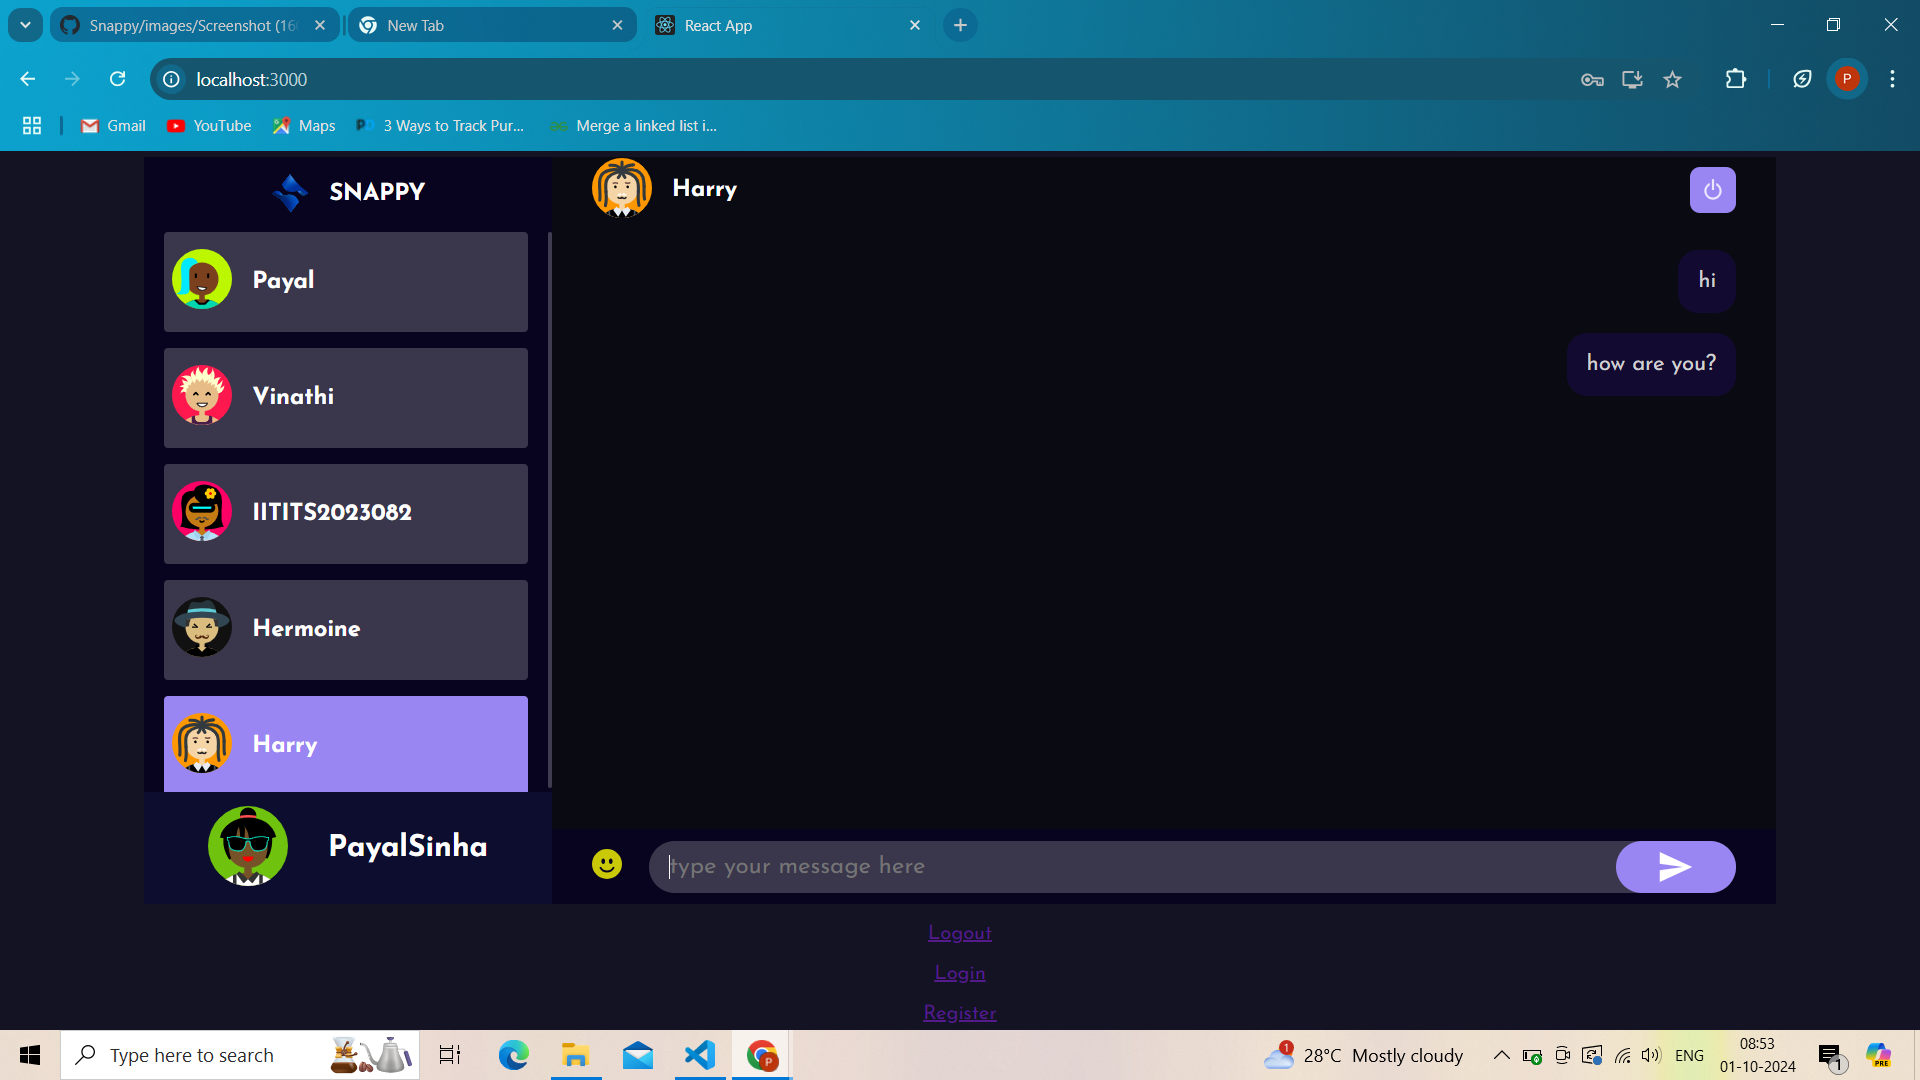 Snappy/images/Screenshot (16
New Tab
React App
localhost:3000
P
Gmail
YouTube
Maps
3 Ways to Track Pur...
Merge a linked list i...
SNAPPY
Harry
Payal
hi
how are you?
Vinathi
IITITS2023082
Hermoine
Harry
PayalSinha
type your message here
Logout
Login
Register
Type here to search
P
1
28°C Mostly cloudy
ENG
08:53
01-10-2024
1
PRE